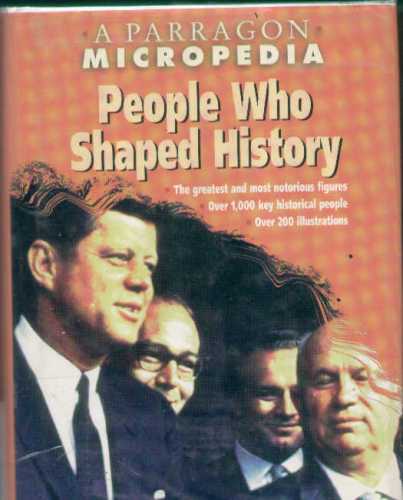 A PARRAGON
MICROPEDIA
People Who
Shaped History
• The greatest and most notorious figures
• Over 1,000 key historical people
• Over 200 illustrations